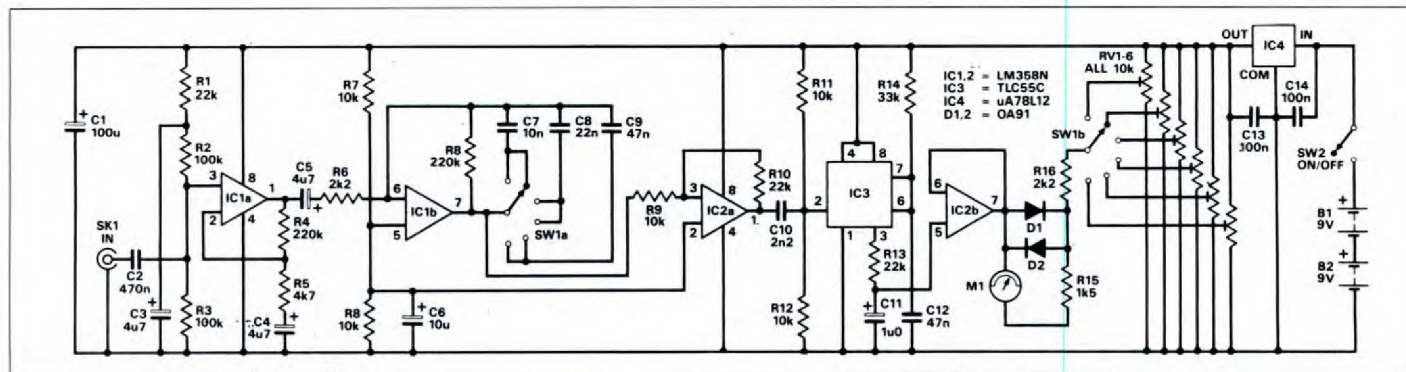 C1
100u
SK1
IN
C2
470n
R1
22k
R2
100k
C3
4u7
R3
100k
3
2
IC1a
8
4
1
R4
220k
R5
4k7
C4
4u7
C5
4u7
R6
2k2
R7
10k
R8
10k
C6
10u
6
5
IC1b
7
R8
220k
C7
10n
C8
22n
C9
47n
SW1a
R9
10k
3
2
IC2a
8
4
1
R10
22k
C10
2n2
R11
10k
R12
10k
2
4
8
IC3
7
6
1
3
R13
22k
C11
1u0
R14
33k
C12
47n
6
5
IC2b
7
M1
D1
D2
IC1,2 = LM358N
IC3 = TLC55C
IC4 = uA78L12
D1,2 = OA91
R16
2k2
R15
1k5
SW1b
RV1-6
ALL 10k
OUT
IC4
IN
COM
C13
100n
C14
100n
SW2
ON/OFF
B1
9V
B2
9V